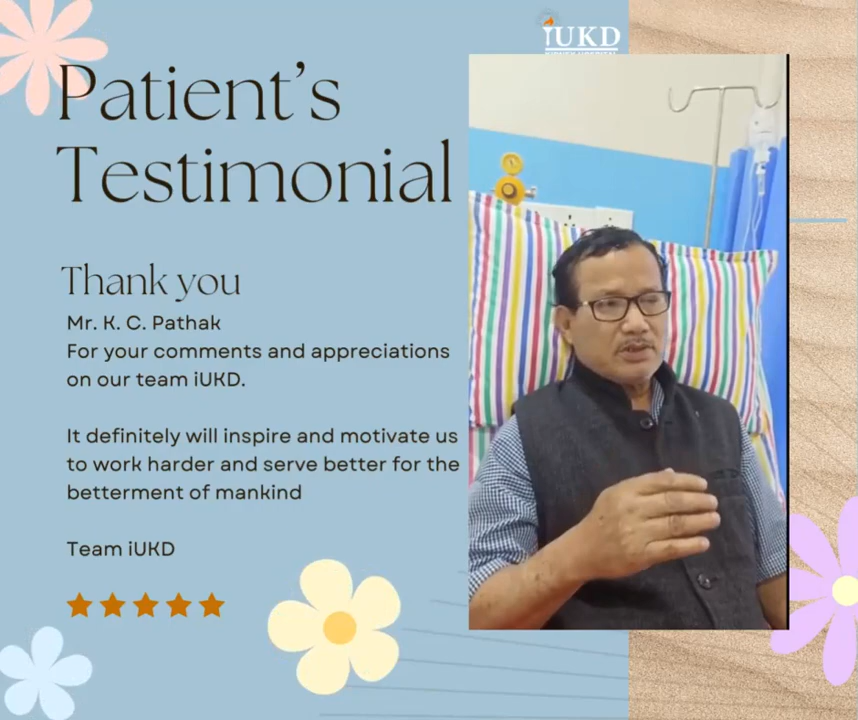 iUKD
Patient's
Testimonial
Thank you
Mr. K. C. Pathak
For your comments and appreciations
on our team iUKD.
It definitely will inspire and motivate us
to work harder and serve better for the
betterment of mankind
Team iUKD